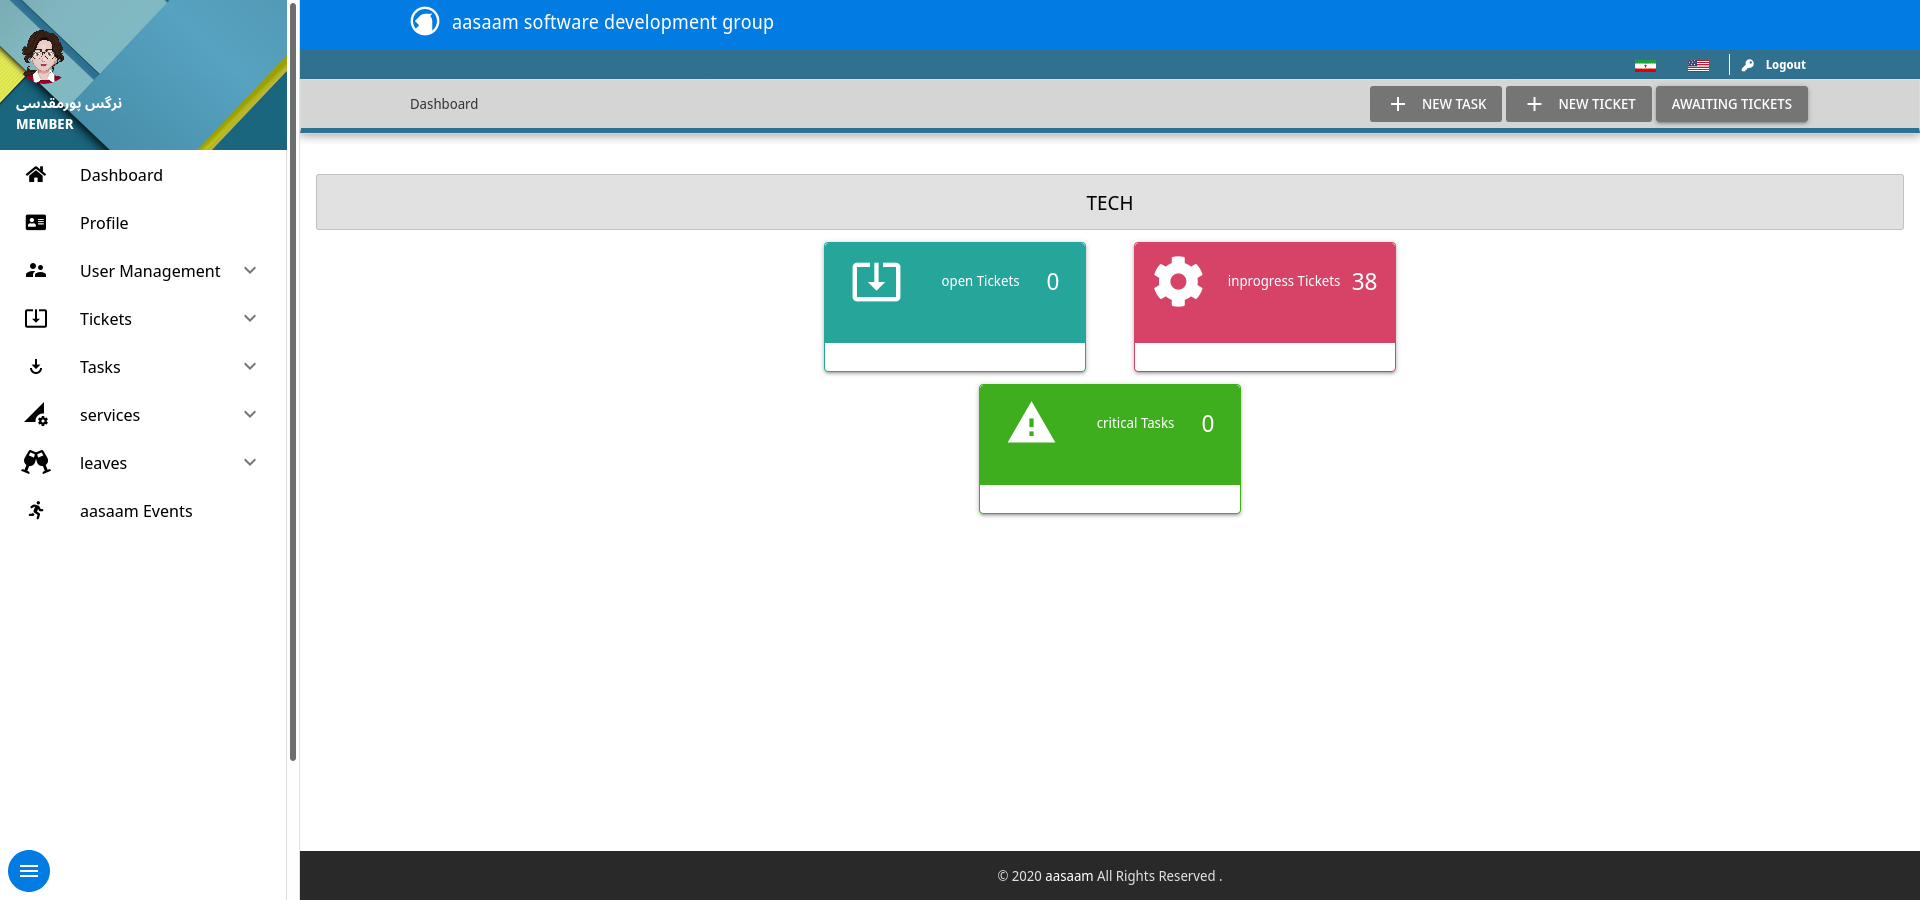 aasaam software development group
Logout
نرگس پورمقدسی
MEMBER
Dashboard
NEW TASK
NEW TICKET
AWAITING TICKETS
Dashboard
Profile
User Management
Tickets
Tasks
services
leaves
aasaam Events
TECH
open Tickets 0
inprogress Tickets 38
critical Tasks 0
© 2020 aasaam All Rights Reserved .